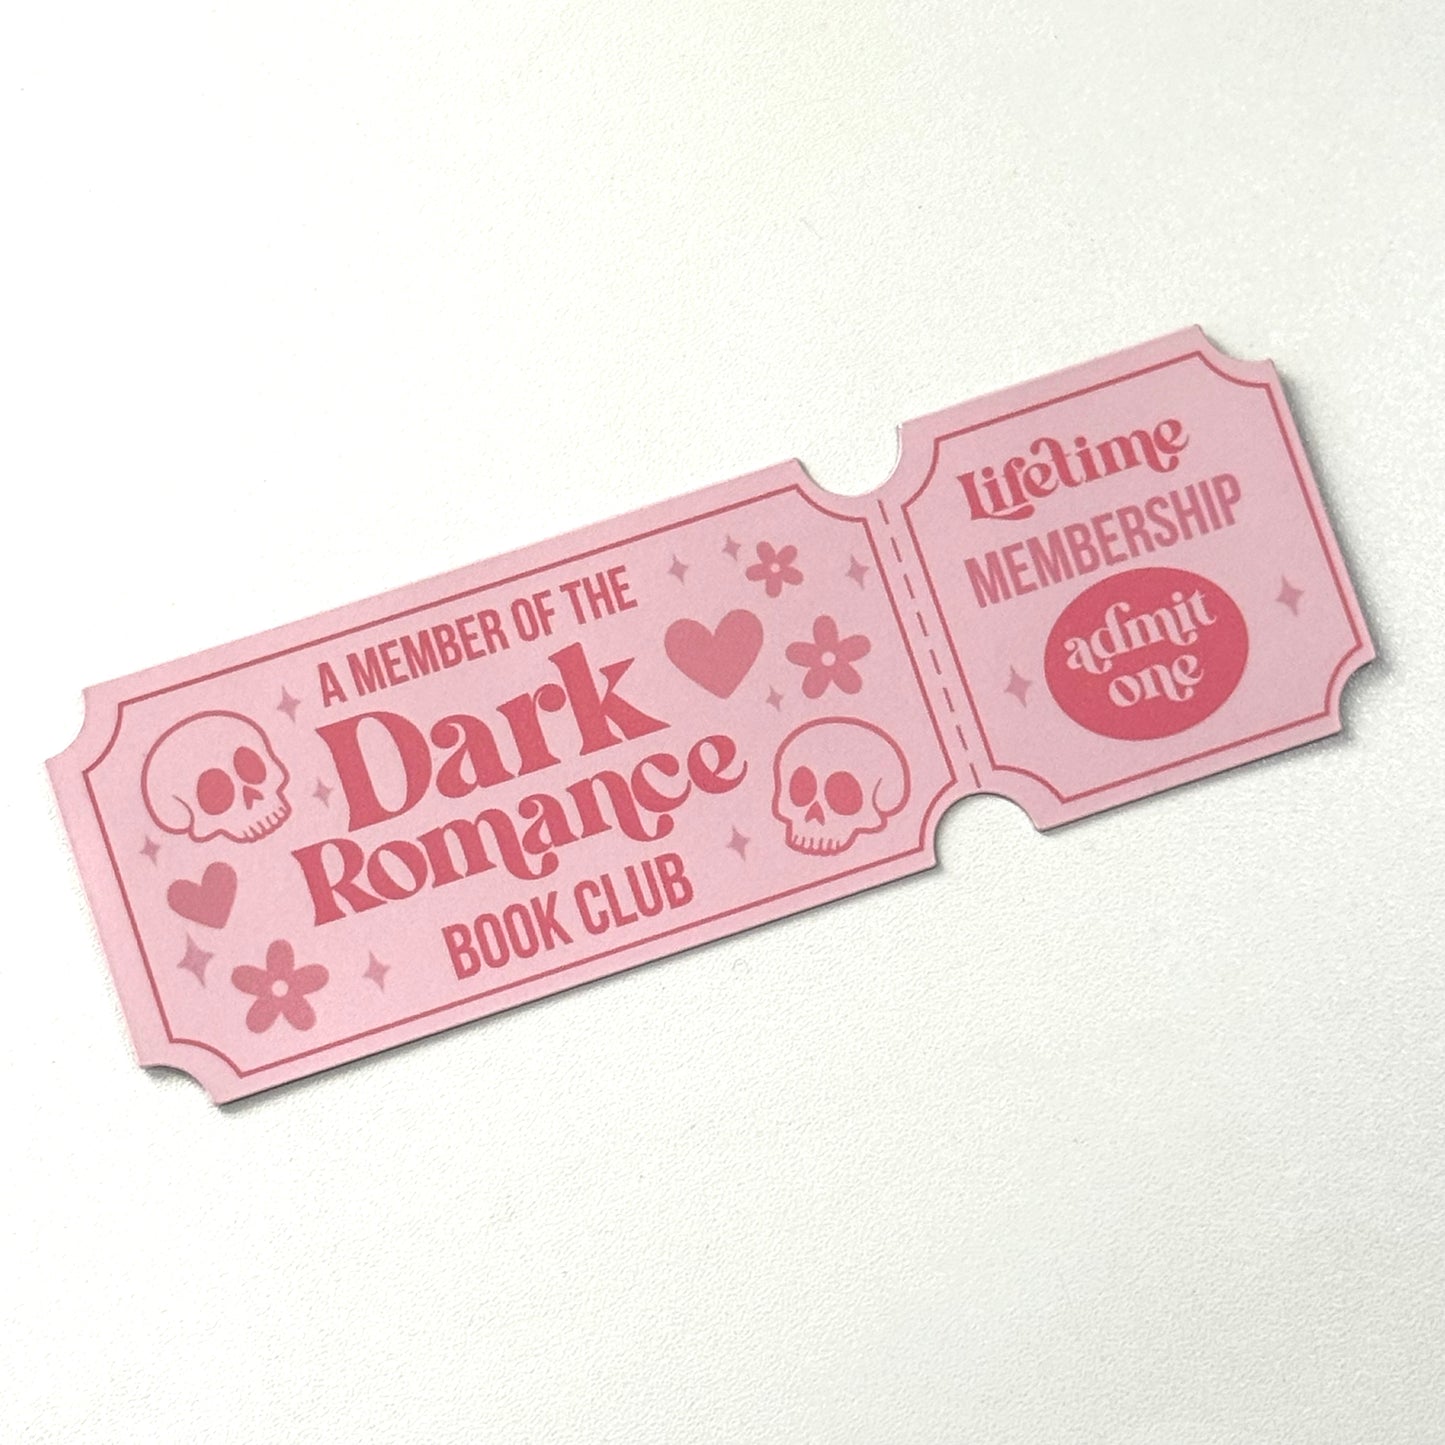 A MEMBER OF THE
Dark
Romance
BOOK CLUB
Lifetime
MEMBERSHIP
admit
one